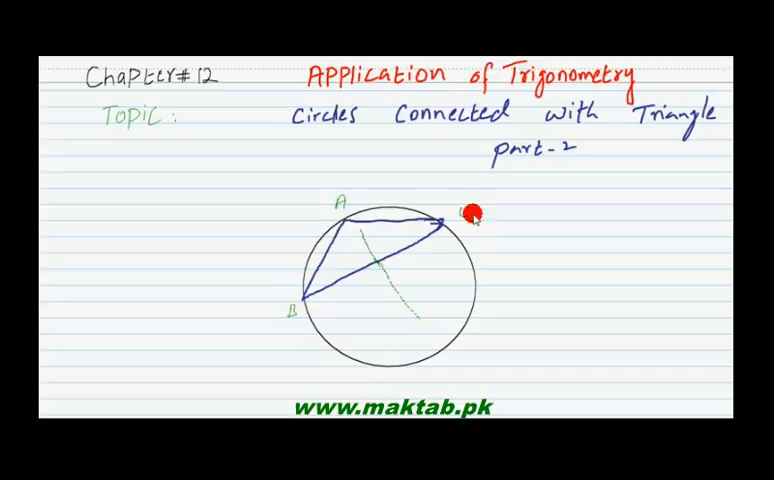 Chapter#12 Application of Trigonometry
Topic: Circles Connected with Triangle
part-2
A
B
www.maktab.pk